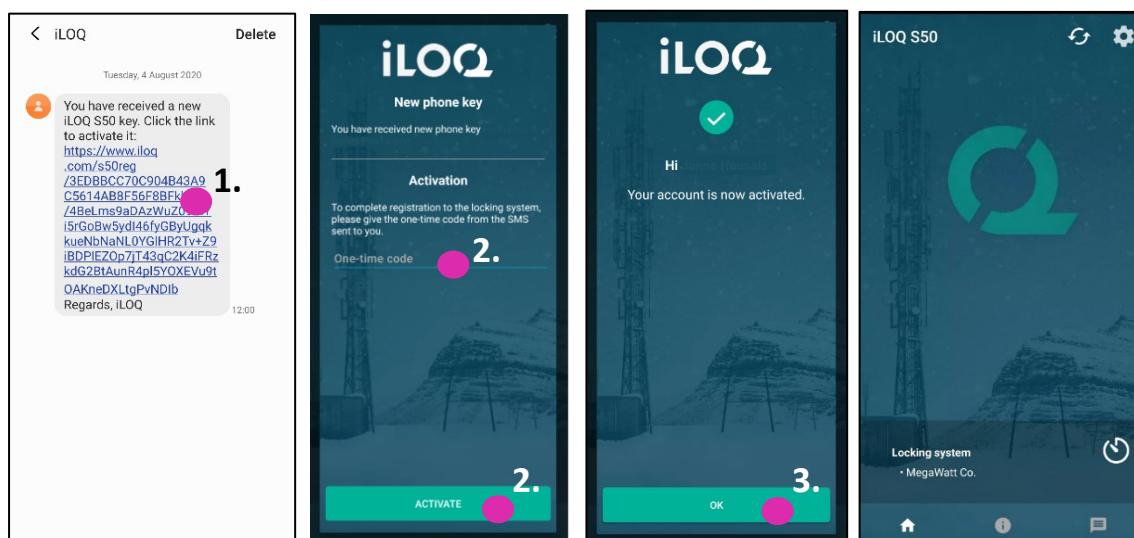 iLOQ
Delete
Tuesday, 4 August 2020
You have received a new
iLOQ S50 key. Click the link
to activate it:
https://www.iloq
.com/s50reg
/3EDBBCC70C904B43A9
C5614AB8F56F8BFk
/4BeLms9aDAzWuZ0
i5rGoBw5ydI46fyGByUgqk
kueNbNaNL0YGlHR2Tv+Z9
iBDPlEZOp7jT43qC2K4iFRz
kdG2BtAunR4pl5YOXEVu9t
OAKneDXLtgPvNDIb
Regards, iLOQ
12:00
1.
iLOQ
New phone key
You have received new phone key
Activation
To complete registration to the locking system,
please give the one-time code from the SMS
sent to you.
One-time code
2.
2.
ACTIVATE
iLOQ
Hi
Your account is now activated.
3.
OK
iLOQ S50
Locking system
• MegaWatt Co.